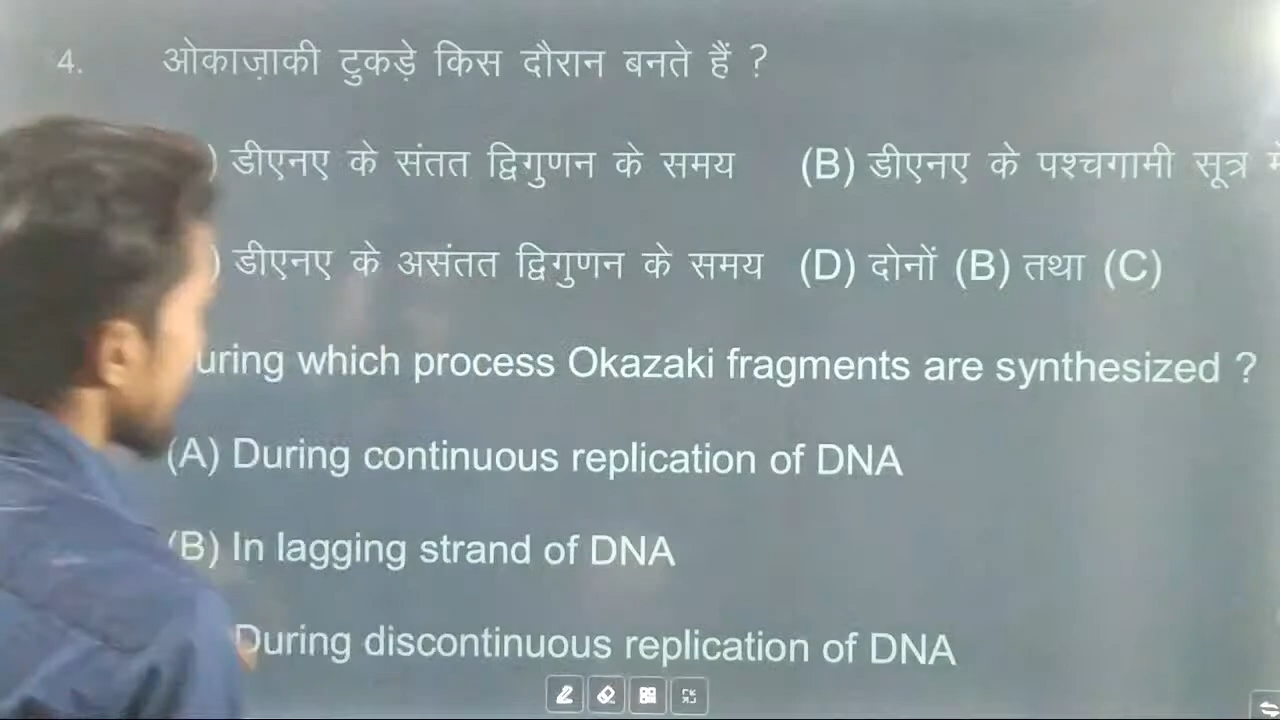 4. ओकाज़ाकी टुकड़े किस दौरान बनते हैं ?
) डीएनए के संतत द्विगुणन के समय (B) डीएनए के पश्चगामी सूत्र में
) डीएनए के असंतत द्विगुणन के समय (D) दोनों (B) तथा (C)
uring which process Okazaki fragments are synthesized ?
(A) During continuous replication of DNA
(B) In lagging strand of DNA
During discontinuous replication of DNA